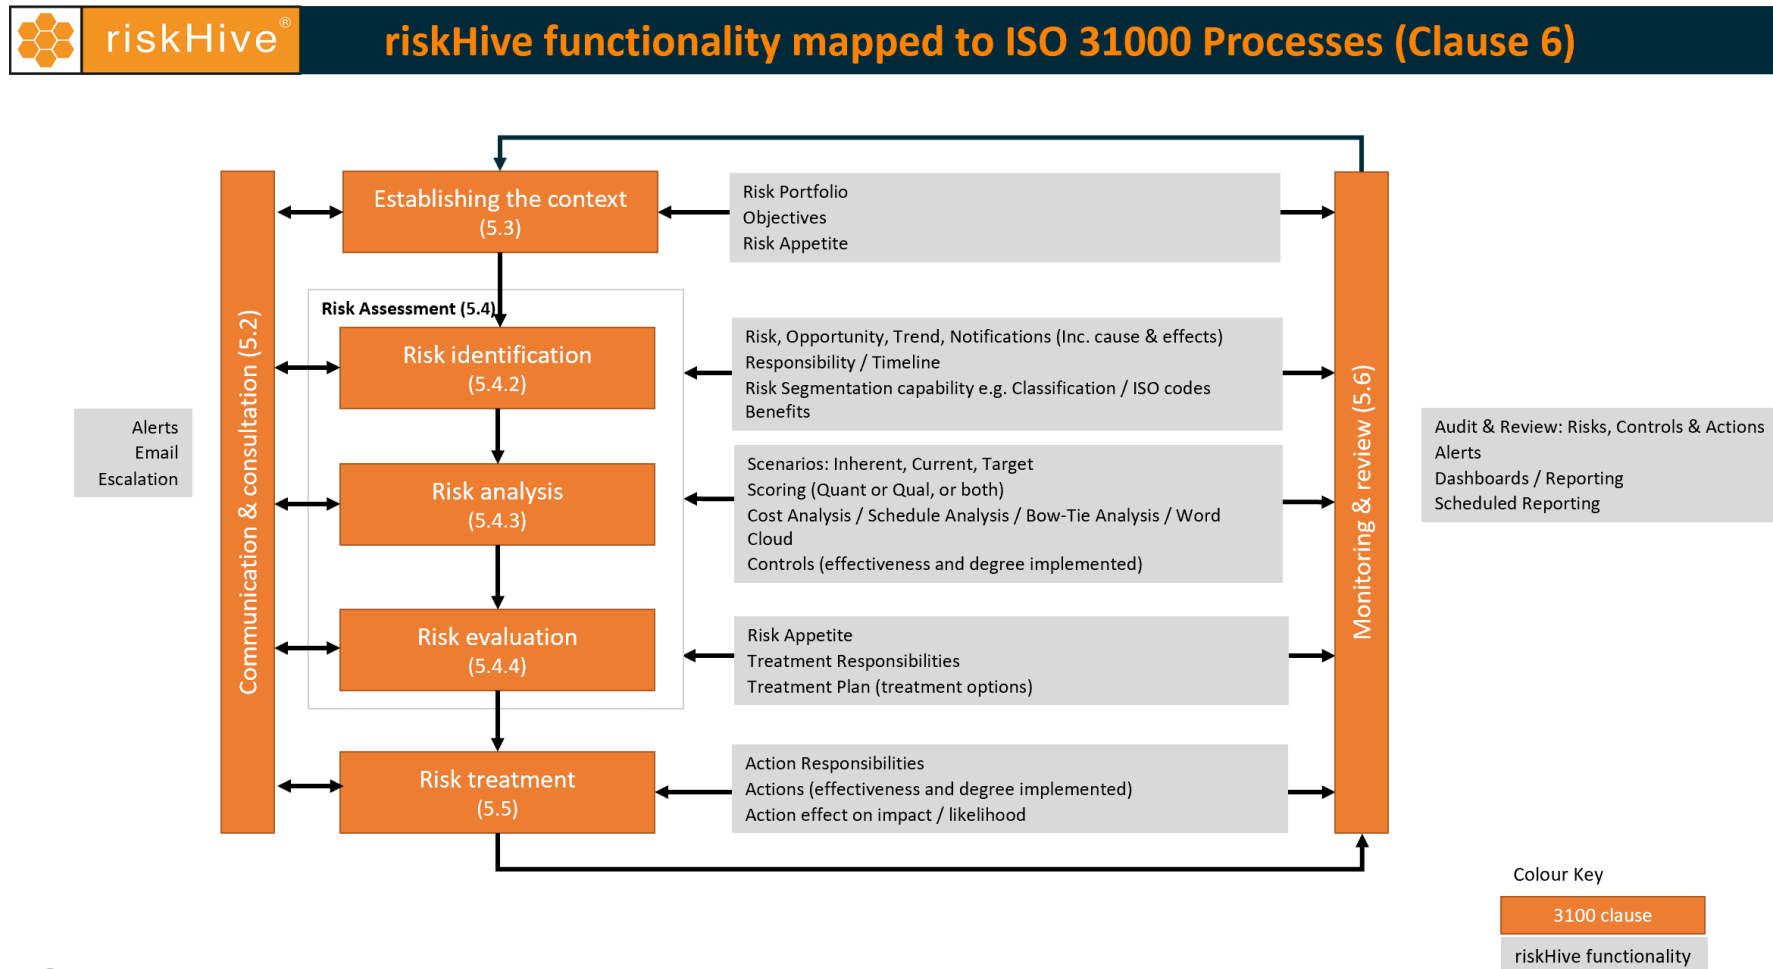 riskHive®
riskHive functionality mapped to ISO 31000 Processes (Clause 6)
Communication & consultation (5.2)
Alerts
Email
Escalation
Establishing the context
(5.3)
Risk Portfolio
Objectives
Risk Appetite
Risk Assessment (5.4)
Risk identification
(5.4.2)
Risk, Opportunity, Trend, Notifications (Inc. cause & effects)
Responsibility / Timeline
Risk Segmentation capability e.g. Classification / ISO codes
Benefits
Risk analysis
(5.4.3)
Scenarios: Inherent, Current, Target
Scoring (Quant or Qual, or both)
Cost Analysis / Schedule Analysis / Bow-Tie Analysis / Word
Cloud
Controls (effectiveness and degree implemented)
Risk evaluation
(5.4.4)
Risk Appetite
Treatment Responsibilities
Treatment Plan (treatment options)
Risk treatment
(5.5)
Action Responsibilities
Actions (effectiveness and degree implemented)
Action effect on impact / likelihood
Monitoring & review (5.6)
Audit & Review: Risks, Controls & Actions
Alerts
Dashboards / Reporting
Scheduled Reporting
Colour Key
3100 clause
riskHive functionality